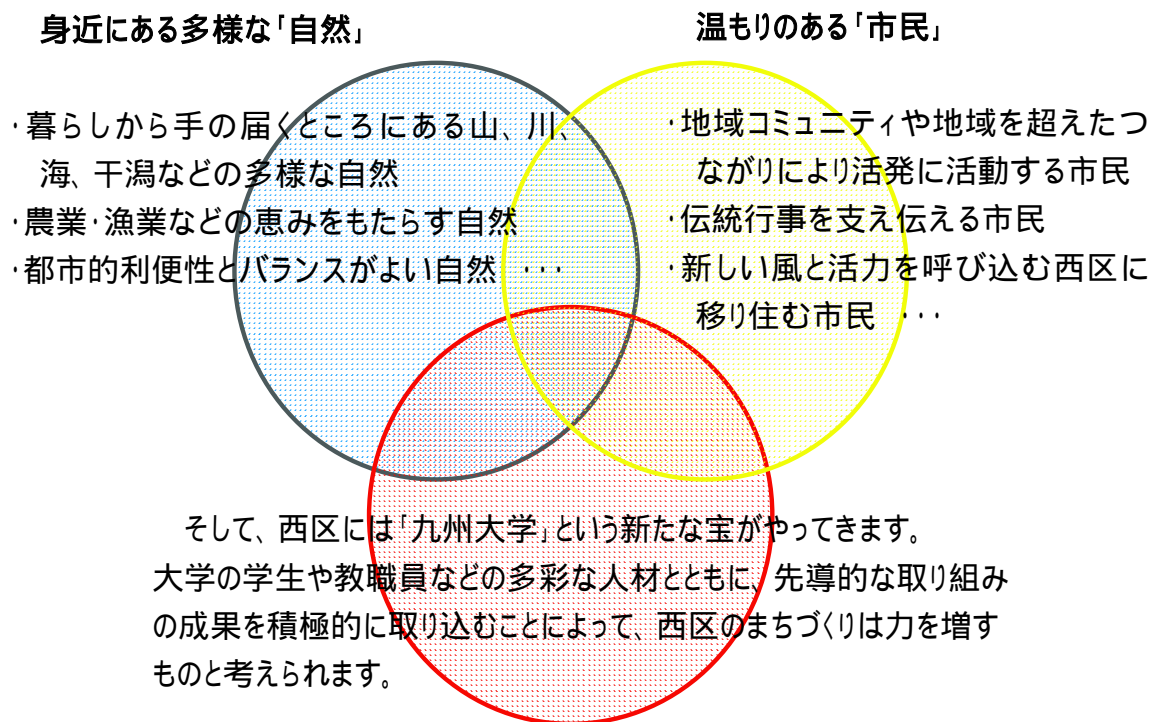 身近にある多様な「自然」
・暮らしから手の届くところにある山、川、
海、干潟などの多様な自然
・農業・漁業などの恵みをもたらす自然
・都市的利便性とバランスがよい自然 ・・・
温もりのある「市民」
・地域コミュニティや地域を超えたつ
ながりにより活発に活動する市民
・伝統行事を支え伝える市民
・新しい風と活力を呼び込む西区に
移り住む市民 ・・・
そして、西区には「九州大学」という新たな宝がやってきます。
大学の学生や教職員などの多彩な人材とともに、先導的な取り組み
の成果を積極的に取り込むことによって、西区のまちづくりは力を増す
ものと考えられます。